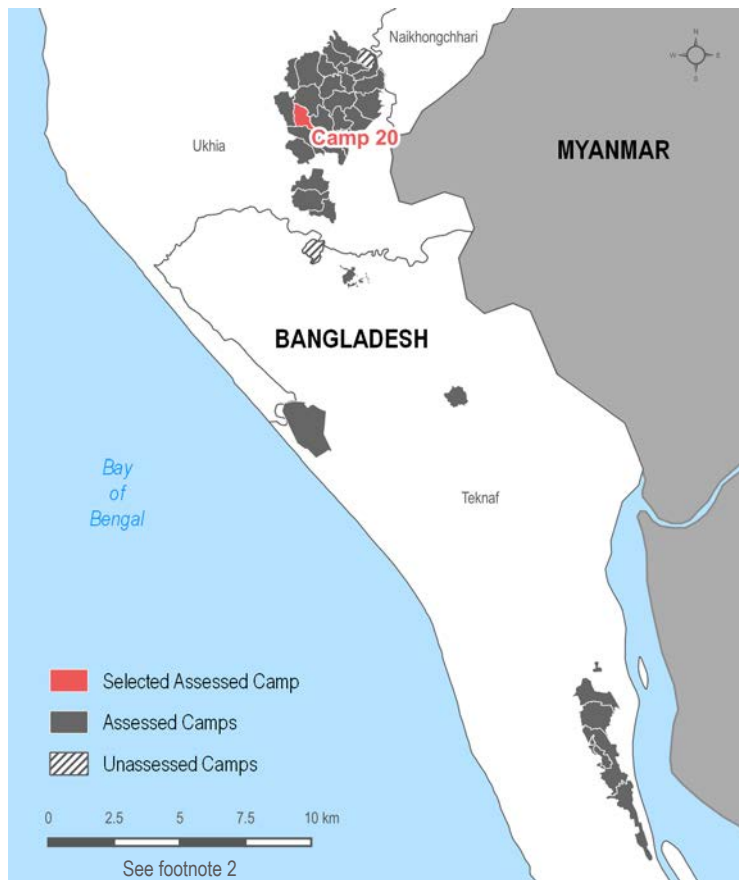 Naikhongchhari
N
W E
S
Camp 20
Ukhia
MYANMAR
BANGLADESH
Bay
of
Bengal
Teknaf
Selected Assessed Camp
Assessed Camps
Unassessed Camps
0 2.5 5 7.5 10 km
See footnote 2